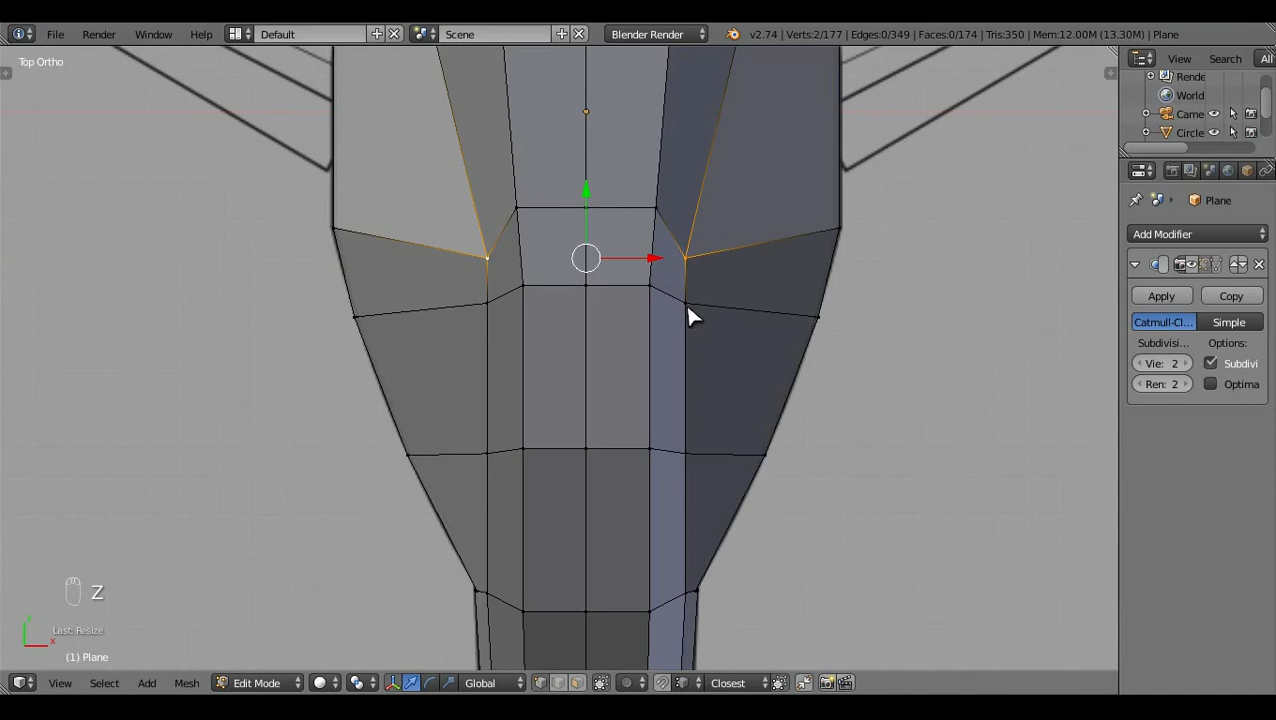 File Render Window Help Default Scene Blender Render v2.74 | Verts:2/177 | Edges:0/349 | Faces:0/174 | Tris:350 | Mem:12.00M (13.30M) | Plane
Top Ortho
View Search All
Rende
World
Came
Circle
Plane
Add Modifier
Apply Copy
Catmull-Cl... Simple
Subdivisi... Options:
Vie: 2 Subdivi
Ren: 2 Optima
Z
Last: Resize
y
x
(1) Plane
View Select Add Mesh Edit Mode Global Closest